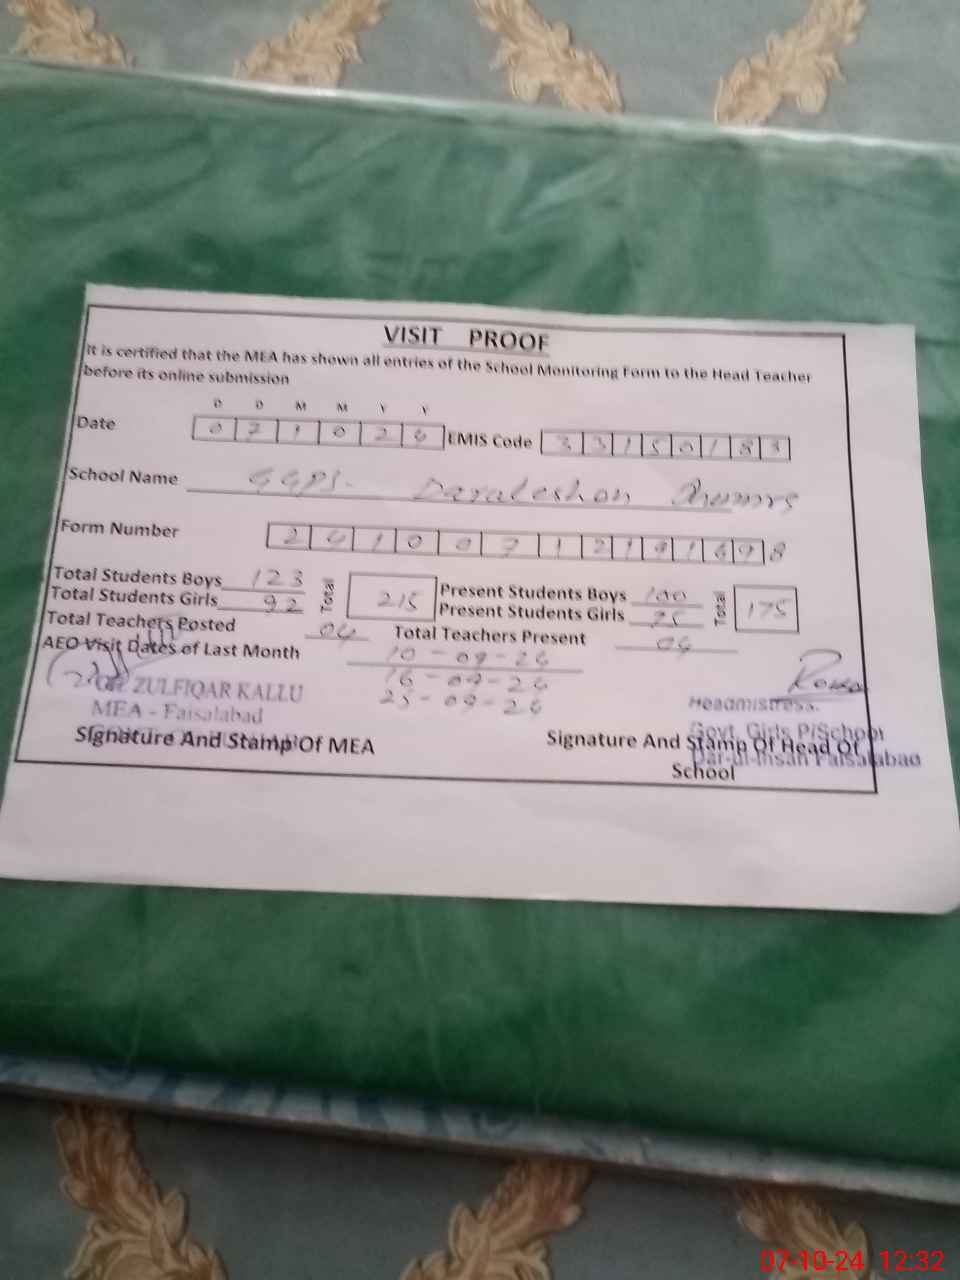 VISIT PROOF
It is certified that the MEA has shown all entries of the School Monitoring Form to the Head Teacher
before its online submission
D D M M Y Y
Date 0 7 1 0 2 4 EMIS Code 3 3 1 5 0 1 8 3
School Name GGPS.
Form Number 2 4 1 0 0 7 1 2 1 9 1 6 9 8
Total Students Boys 123 Total 215 Present Students Boys 100 Total 175
Total Students Girls 92 Present Students Girls 75
Total Teachers Posted 04 Total Teachers Present 04
AEO Visit Dates of Last Month 10-09-24
16-09-24
25-09-24
ZULFIQAR KALLU
MEA - Faisalabad
Signature And Stamp Of MEA
Headmistress.
Govt. Girls P/School
Dar-ul-Ihsan Faisalabad
Signature And Stamp Of Head Of
School
07-10-24 12:32